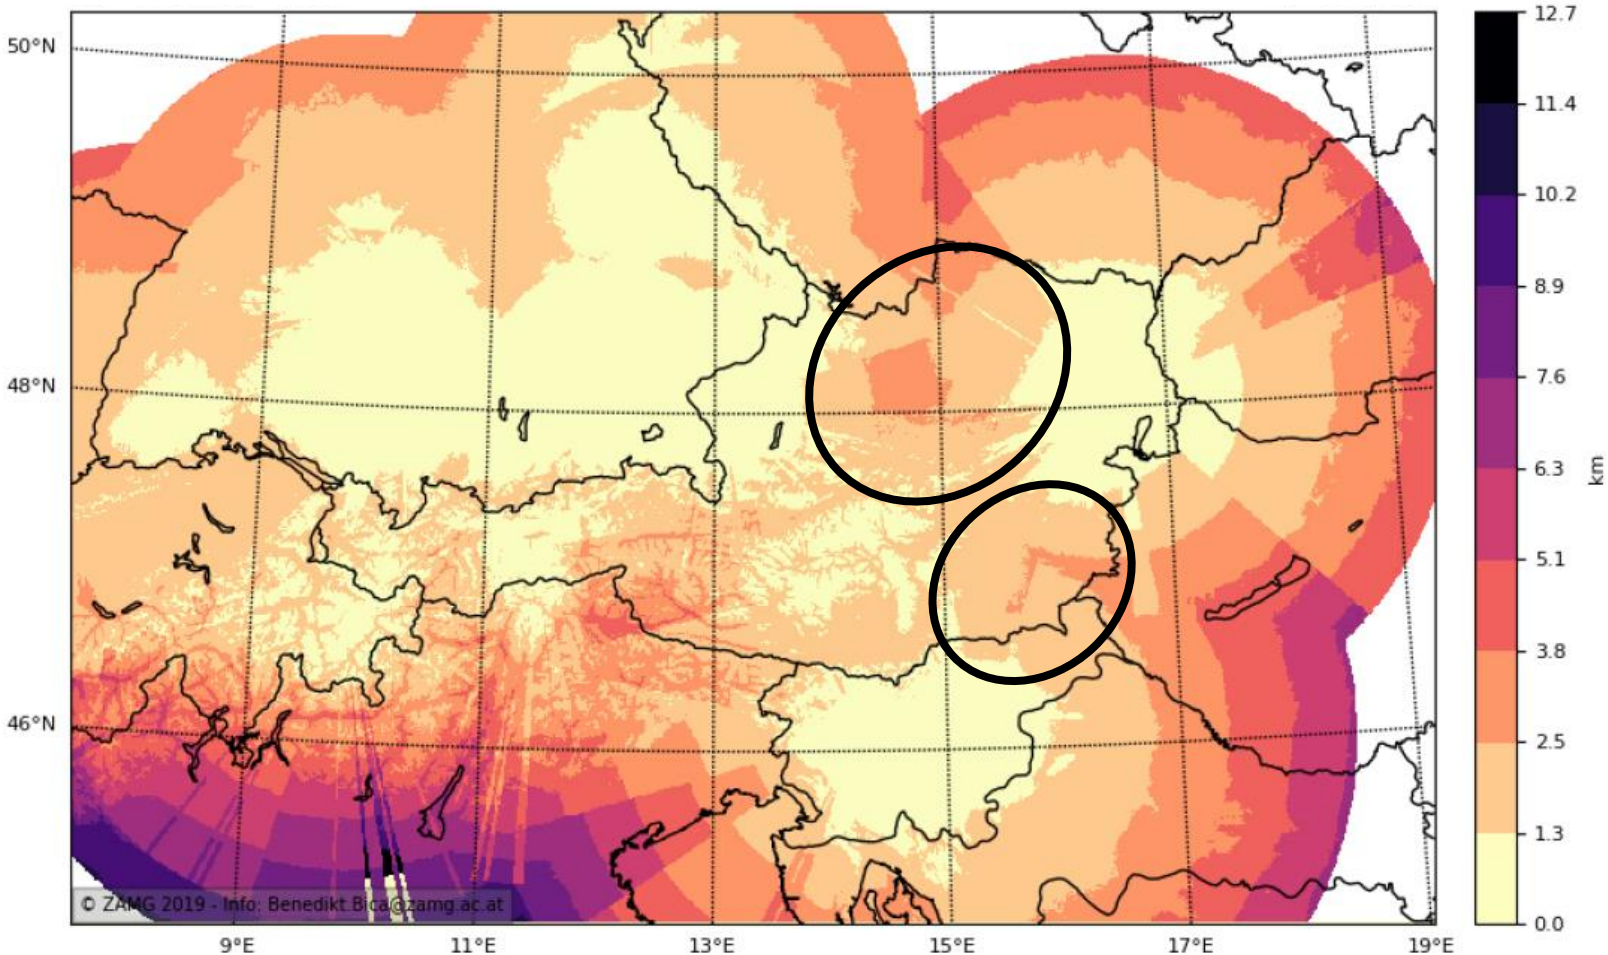 50°N
48°N
46°N
9°E
11°E
13°E
15°E
17°E
19°E
12.7
11.4
10.2
8.9
7.6
6.3
5.1
3.8
2.5
1.3
0.0
km
© ZAMG 2019 - Info: Benedikt.Bica@zamg.ac.at